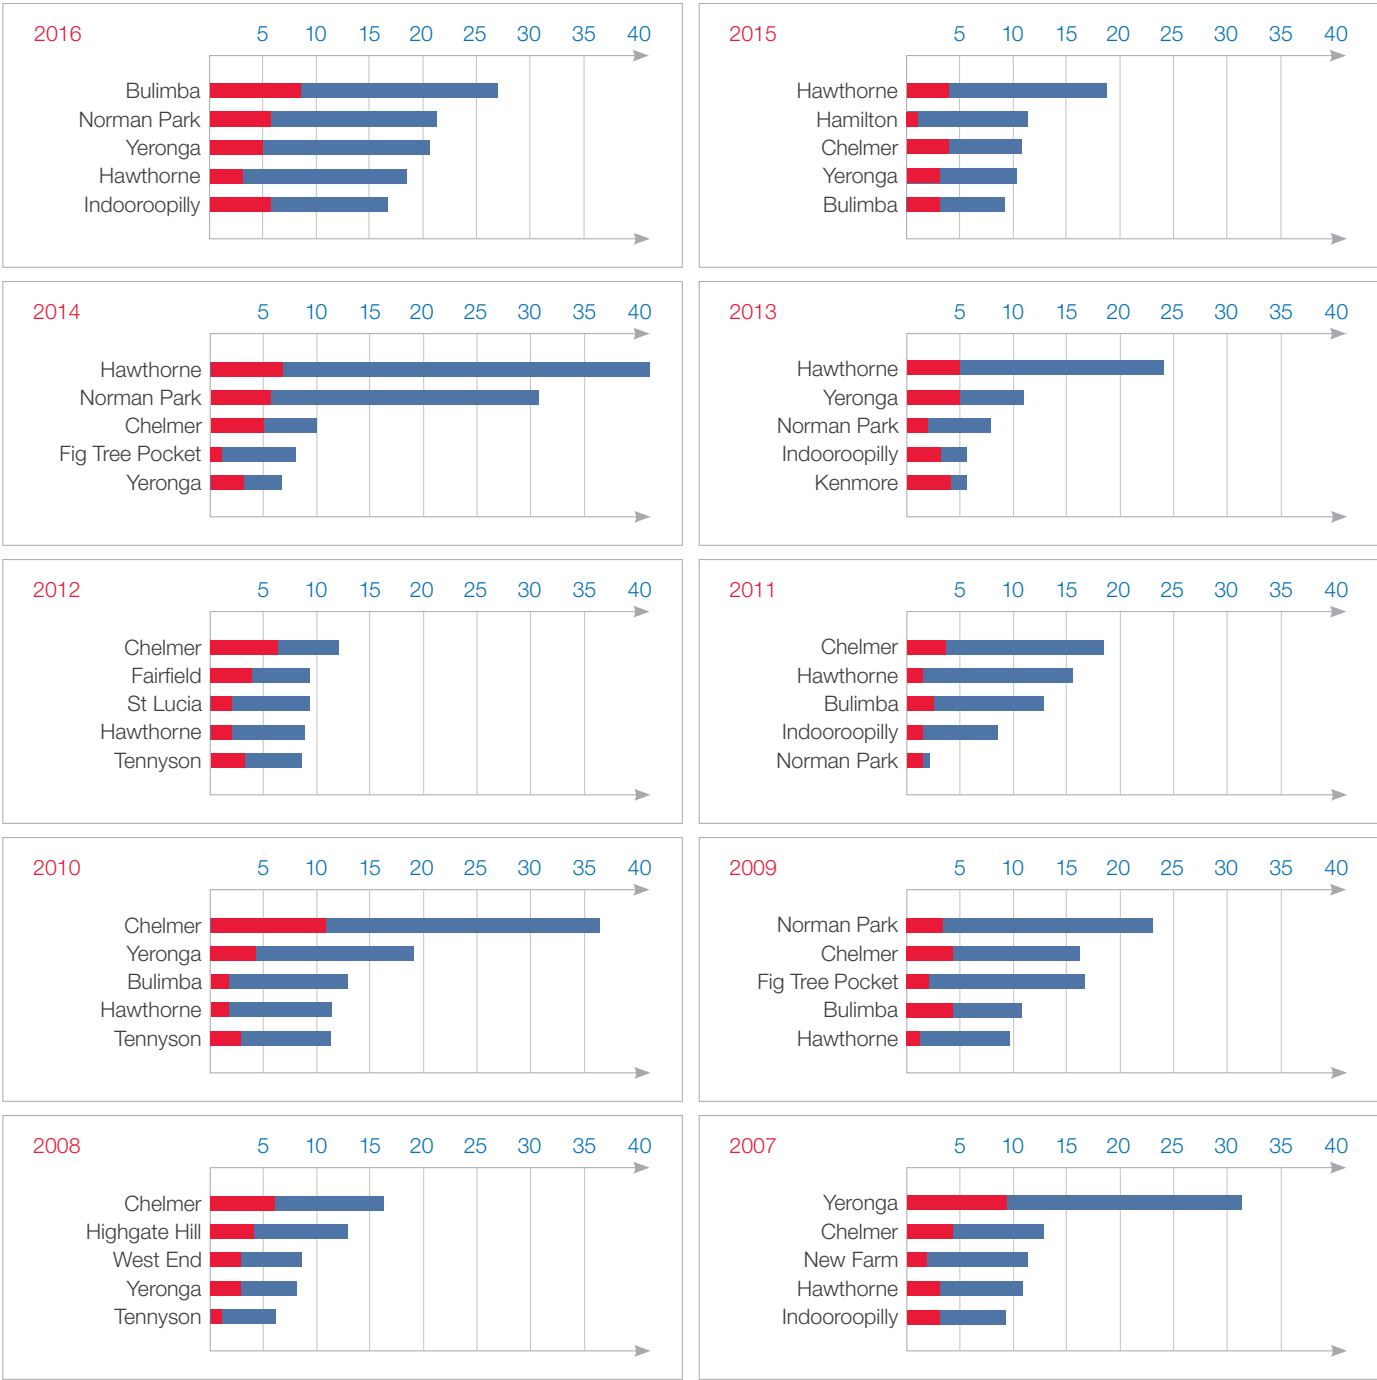 2016 5 10 15 20 25 30 35 40
Bulimba
Norman Park
Yeronga
Hawthorne
Indooroopilly
2015 5 10 15 20 25 30 35 40
Hawthorne
Hamilton
Chelmer
Yeronga
Bulimba
2014 5 10 15 20 25 30 35 40
Hawthorne
Norman Park
Chelmer
Fig Tree Pocket
Yeronga
2013 5 10 15 20 25 30 35 40
Hawthorne
Yeronga
Norman Park
Indooroopilly
Kenmore
2012 5 10 15 20 25 30 35 40
Chelmer
Fairfield
St Lucia
Hawthorne
Tennyson
2011 5 10 15 20 25 30 35 40
Chelmer
Hawthorne
Bulimba
Indooroopilly
Norman Park
2010 5 10 15 20 25 30 35 40
Chelmer
Yeronga
Bulimba
Hawthorne
Tennyson
2009 5 10 15 20 25 30 35 40
Norman Park
Chelmer
Fig Tree Pocket
Bulimba
Hawthorne
2008 5 10 15 20 25 30 35 40
Chelmer
Highgate Hill
West End
Yeronga
Tennyson
2007 5 10 15 20 25 30 35 40
Yeronga
Chelmer
New Farm
Hawthorne
Indooroopilly